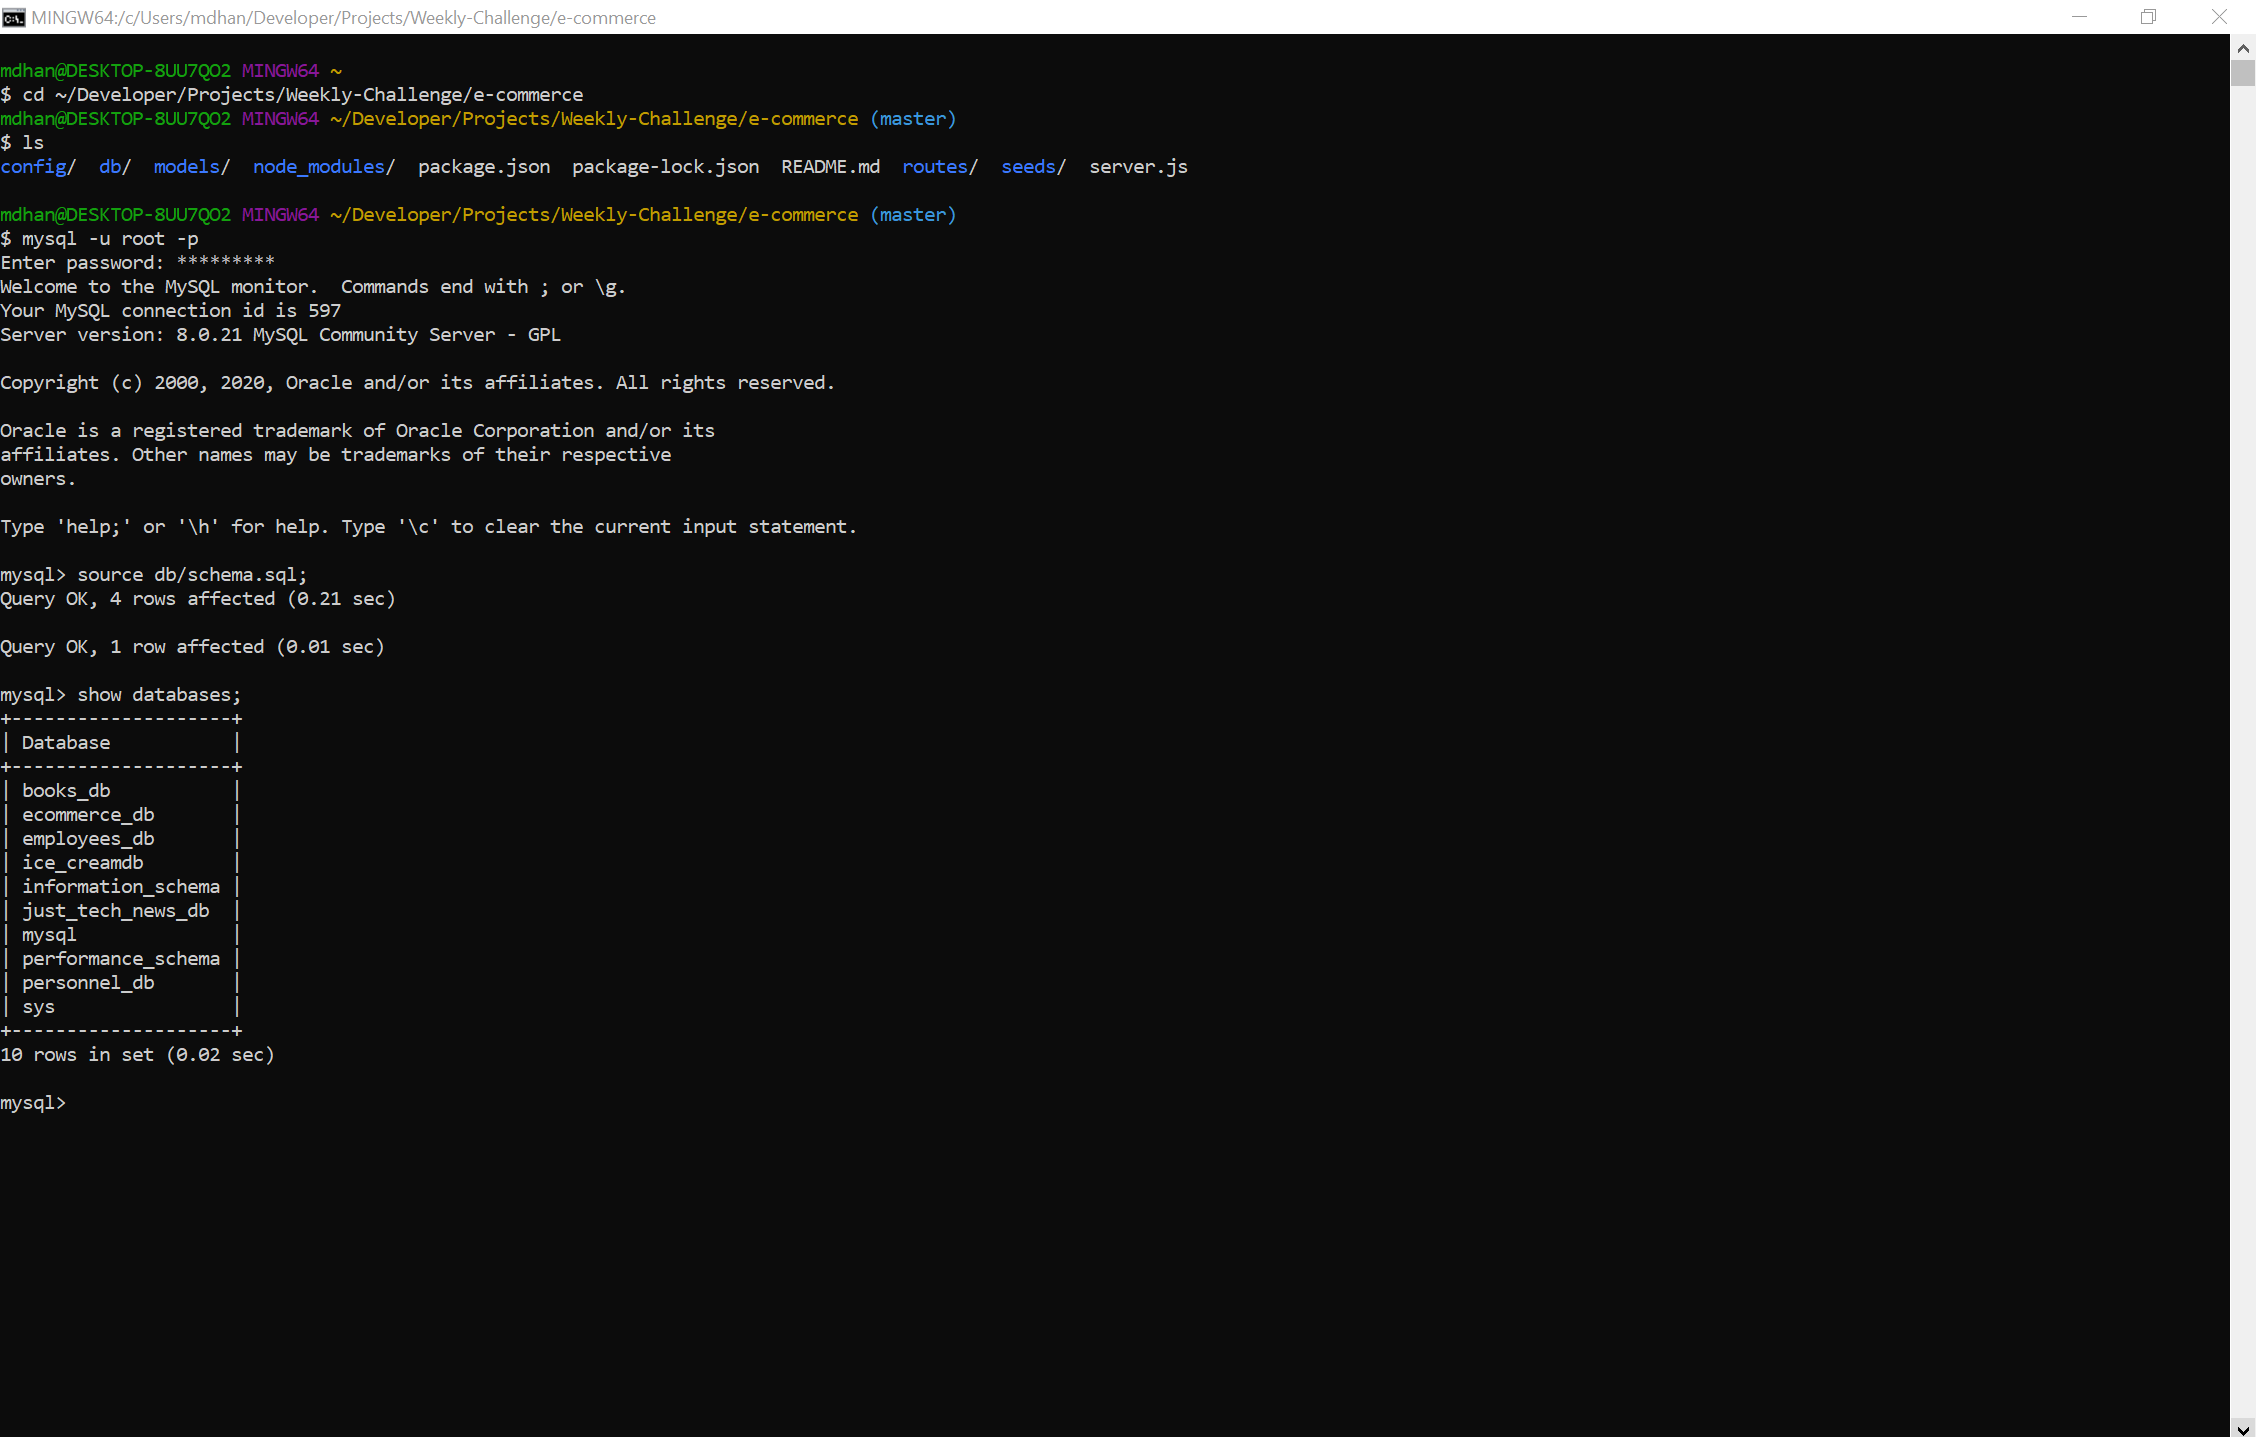 MINGW64:/c/Users/mdhan/Developer/Projects/Weekly-Challenge/e-commerce
mdhan@DESKTOP-8UU7QO2 MINGW64 ~
$ cd ~/Developer/Projects/Weekly-Challenge/e-commerce
mdhan@DESKTOP-8UU7QO2 MINGW64 ~/Developer/Projects/Weekly-Challenge/e-commerce (master)
$ ls
config/  db/  models/  node_modules/  package.json  package-lock.json  README.md  routes/  seeds/  server.js
mdhan@DESKTOP-8UU7QO2 MINGW64 ~/Developer/Projects/Weekly-Challenge/e-commerce (master)
$ mysql -u root -p
Enter password: *********
Welcome to the MySQL monitor.  Commands end with ; or \g.
Your MySQL connection id is 597
Server version: 8.0.21 MySQL Community Server - GPL
Copyright (c) 2000, 2020, Oracle and/or its affiliates. All rights reserved.
Oracle is a registered trademark of Oracle Corporation and/or its
affiliates. Other names may be trademarks of their respective
owners.
Type 'help;' or '\h' for help. Type '\c' to clear the current input statement.
mysql> source db/schema.sql;
Query OK, 4 rows affected (0.21 sec)
Query OK, 1 row affected (0.01 sec)
mysql> show databases;
+--------------------+
| Database           |
+--------------------+
| books_db           |
| ecommerce_db       |
| employees_db       |
| ice_creamdb        |
| information_schema |
| just_tech_news_db  |
| mysql              |
| performance_schema |
| personnel_db       |
| sys                |
+--------------------+
10 rows in set (0.02 sec)
mysql>